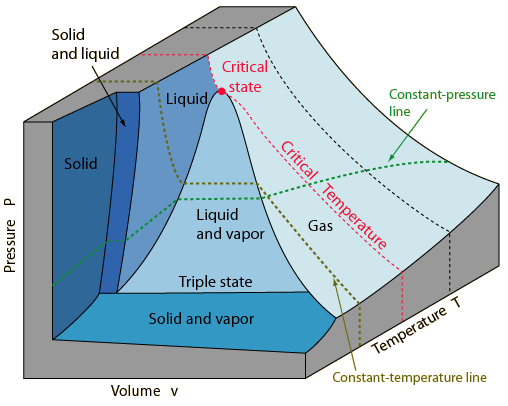 Solid
and liquid
Critical
state
Liquid
Constant-pressure
line
Solid
Critical Temperature
Liquid
and vapor
Gas
Triple state
Solid and vapor
Pressure P
Temperature T
Constant-temperature line
Volume v